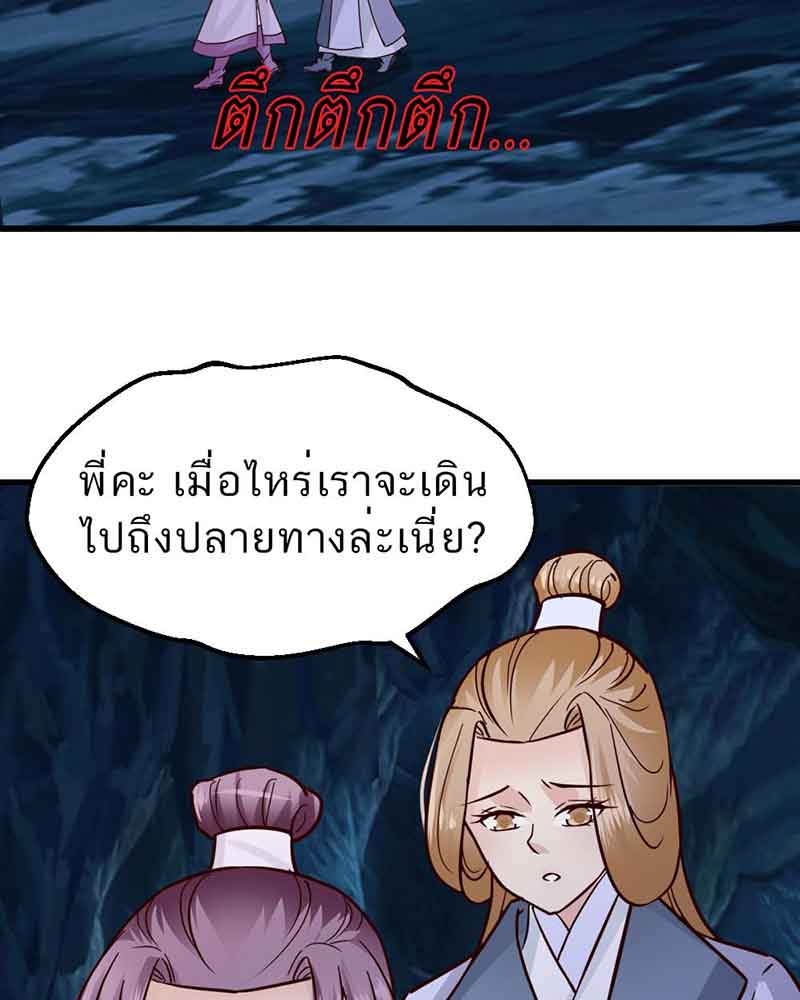 ตึกตึกตึก...
พี่คะ เมื่อไหร่เราจะเดิน
ไปถึงปลายทางล่ะเนี่ย?